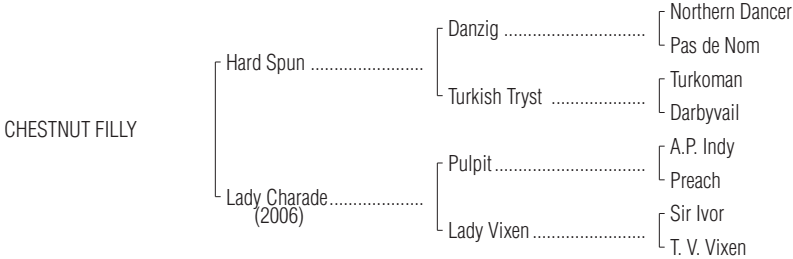 Northern Dancer
Danzig ..............................
Pas de Nom
Hard Spun ........................
Turkoman
Turkish Tryst ....................
Darbyvail
CHESTNUT FILLY
A.P. Indy
Pulpit................................
Preach
Lady Charade....................
(2006)
Sir Ivor
Lady Vixen ........................
T. V. Vixen